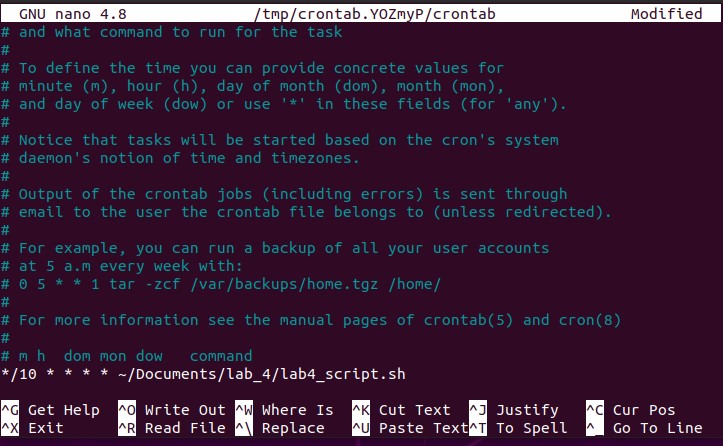 GNU nano 4.8 /tmp/crontab.YOZmyP/crontab Modified
# and what command to run for the task
#
# To define the time you can provide concrete values for
# minute (m), hour (h), day of month (dom), month (mon),
# and day of week (dow) or use '*' in these fields (for 'any').
#
# Notice that tasks will be started based on the cron's system
# daemon's notion of time and timezones.
#
# Output of the crontab jobs (including errors) is sent through
# email to the user the crontab file belongs to (unless redirected).
#
# For example, you can run a backup of all your user accounts
# at 5 a.m every week with:
# 0 5 * * 1 tar -zcf /var/backups/home.tgz /home/
#
# For more information see the manual pages of crontab(5) and cron(8)
#
# m h  dom mon dow   command
*/10 * * * * ~/Documents/lab_4/lab4_script.sh
^G Get Help ^O Write Out ^W Where Is ^K Cut Text ^J Justify ^C Cur Pos
^X Exit ^R Read File ^\ Replace ^U Paste Text ^T To Spell ^_ Go To Line